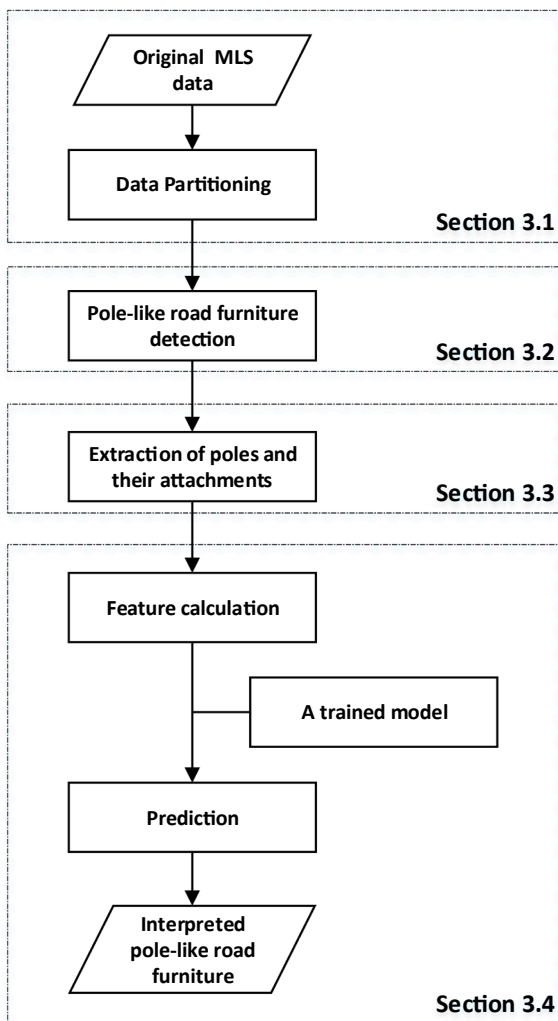 Original MLS
data
Data Partitioning
Section 3.1
Pole-like road furniture
detection
Section 3.2
Extraction of poles and
their attachments
Section 3.3
Feature calculation
A trained model
Prediction
Interpreted
pole-like road
furniture
Section 3.4